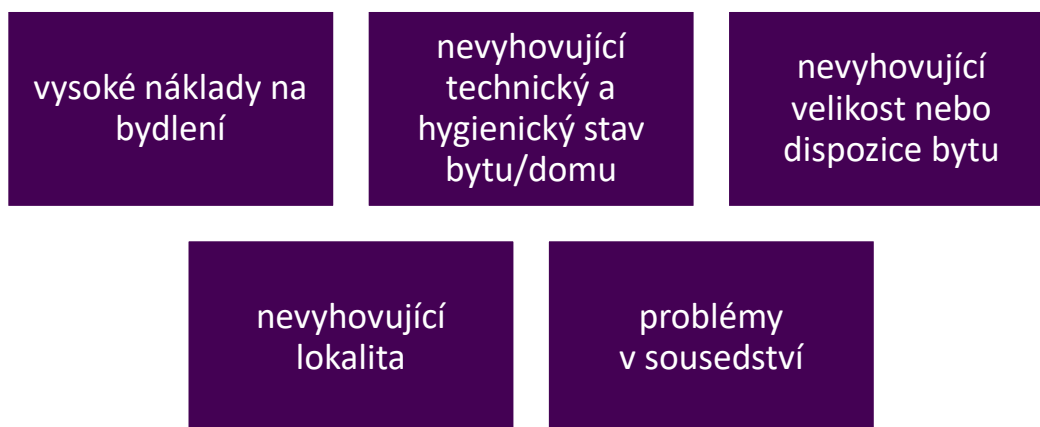 vysoké náklady na
bydlení
nevyhovující
technický a
hygienický stav
bytu/domu
nevyhovující
velikost nebo
dispozice bytu
nevyhovující
lokalita
problémy
v sousedství